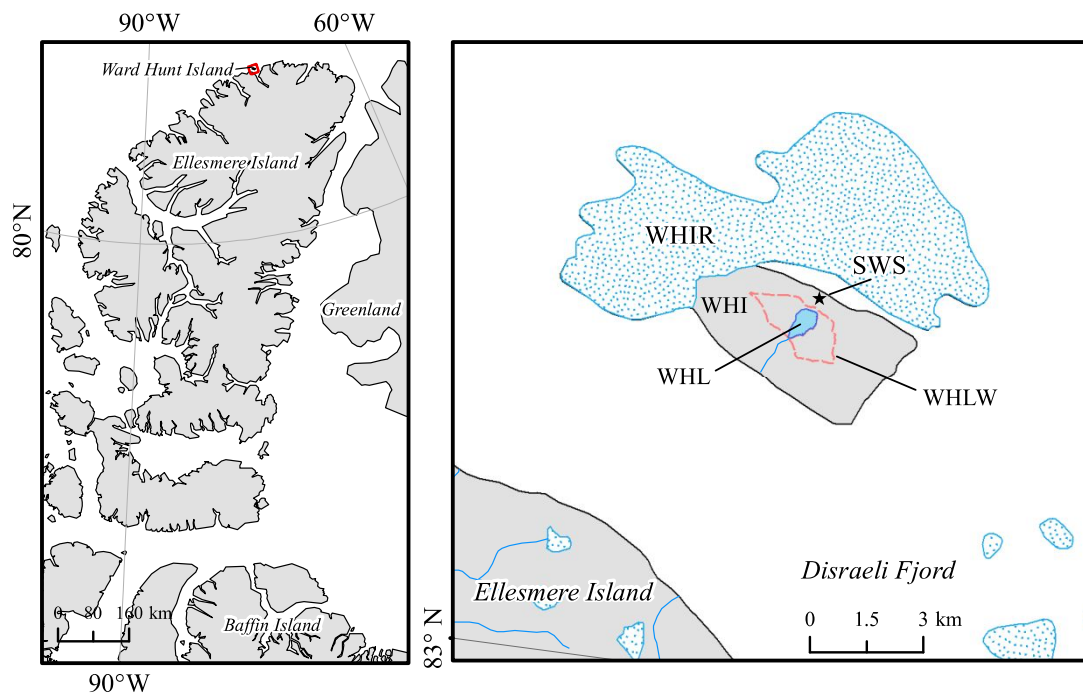 90°W
60°W
Ward Hunt Island
Ellesmere Island
80°N
Greenland
0 80 160 km
Baffin Island
90°W
WHIR
SWS
WHI
WHL
WHLW
Disraeli Fjord
Ellesmere Island
0 1.5 3 km
83° N